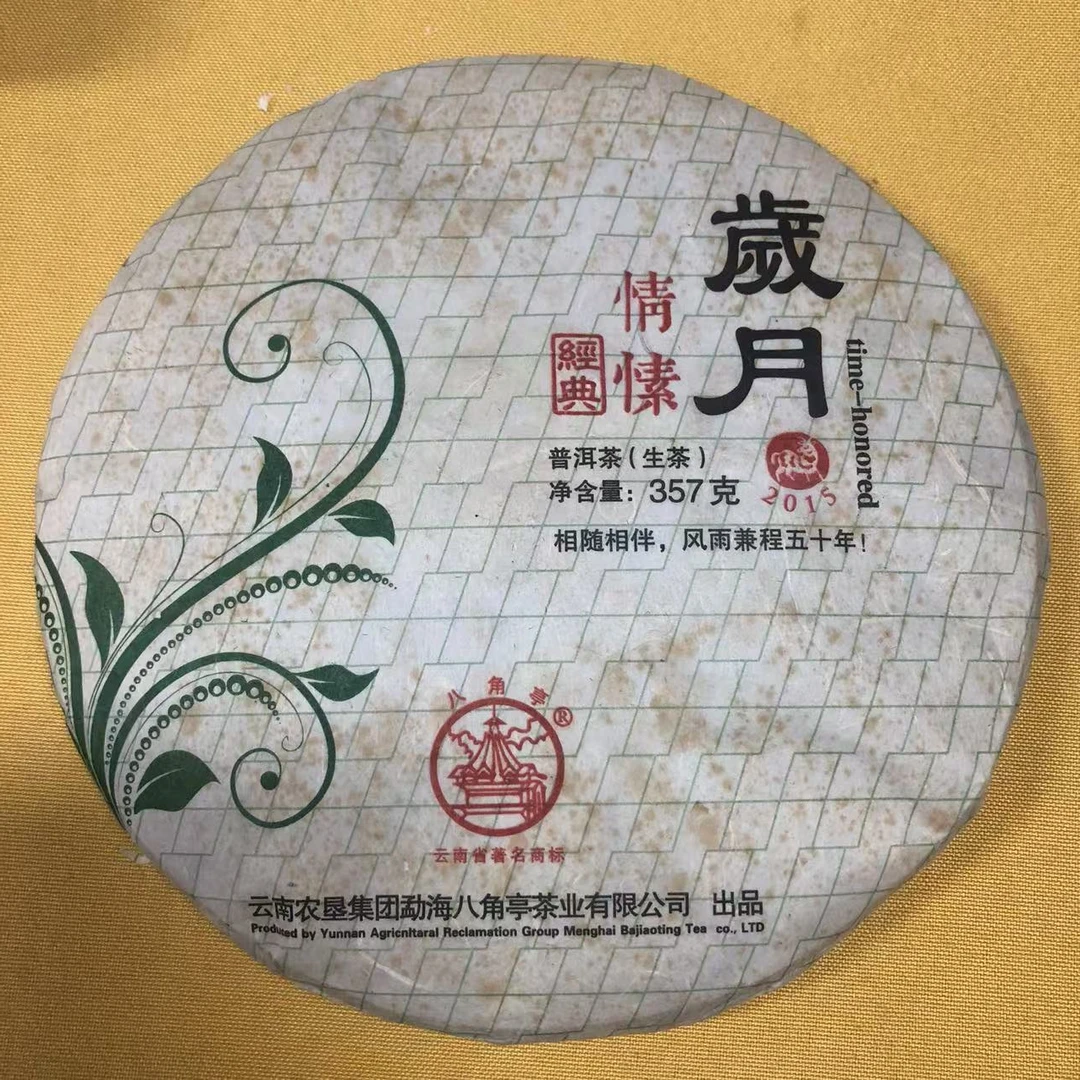 歲月
time-honored
情愫
經典
普洱茶(生茶)
净含量：357克
2015
相随相伴，风雨兼程五十年！
八角亭®
云南省著名商标
云南农垦集团勐海八角亭茶业有限公司 出品
Produced by Yunnan Agricnltaral Reclamation Group Menghai Bajiaoting Tea co., LTD